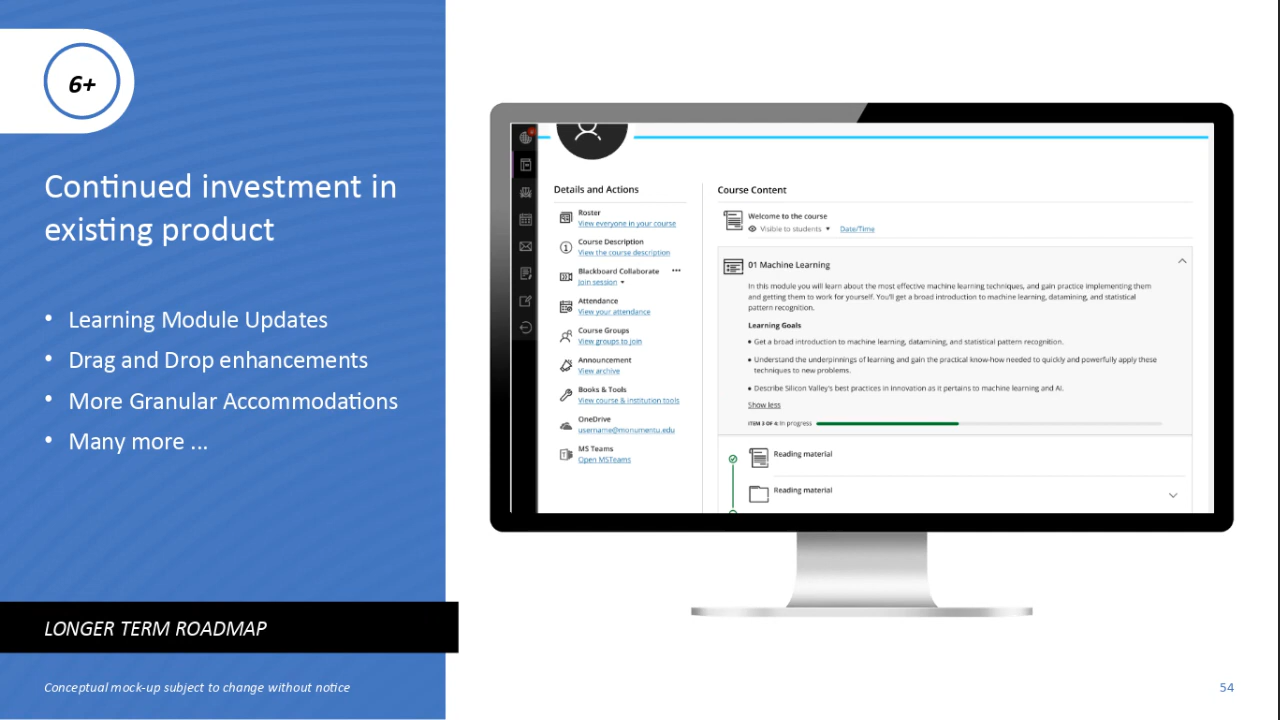 6+
Continued investment in
existing product
• Learning Module Updates
• Drag and Drop enhancements
• More Granular Accommodations
• Many more ...
LONGER TERM ROADMAP
Conceptual mock-up subject to change without notice
Details and Actions
Roster
View everyone in your course
Course Description
View the course description
Blackboard Collaborate
Join session
Attendance
View your attendance
Course Groups
View groups to join
Announcement
View archive
Books & Tools
View course & institution tools
OneDrive
username@monumentu.edu
MS Teams
Open MSTeams
Course Content
Welcome to the course
Visible to students Date/Time
01 Machine Learning
In this module you will learn about the most effective machine learning techniques, and gain practice implementing them
and getting them to work for yourself. You'll get a broad introduction to machine learning, datamining, and statistical
pattern recognition.
Learning Goals
• Get a broad introduction to machine learning, datamining, and statistical pattern recognition.
• Understand the underpinnings of learning and gain the practical know-how needed to quickly and powerfully apply these
techniques to new problems.
• Describe Silicon Valley's best practices in innovation as it pertains to machine learning and AI.
Show less
ITEM 3 OF 4: In progress
Reading material
Reading material
54